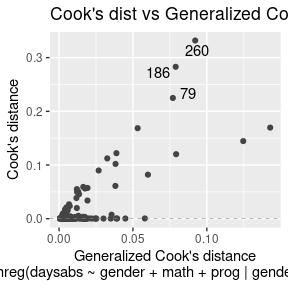 Cook's dist vs Generalized Co
0.3
260
186
79
0.2
0.1
0.0
Cook's distance
0.00
0.05
0.10
Generalized Cook's distance
nreg(daysabs ~ gender + math + prog | gende